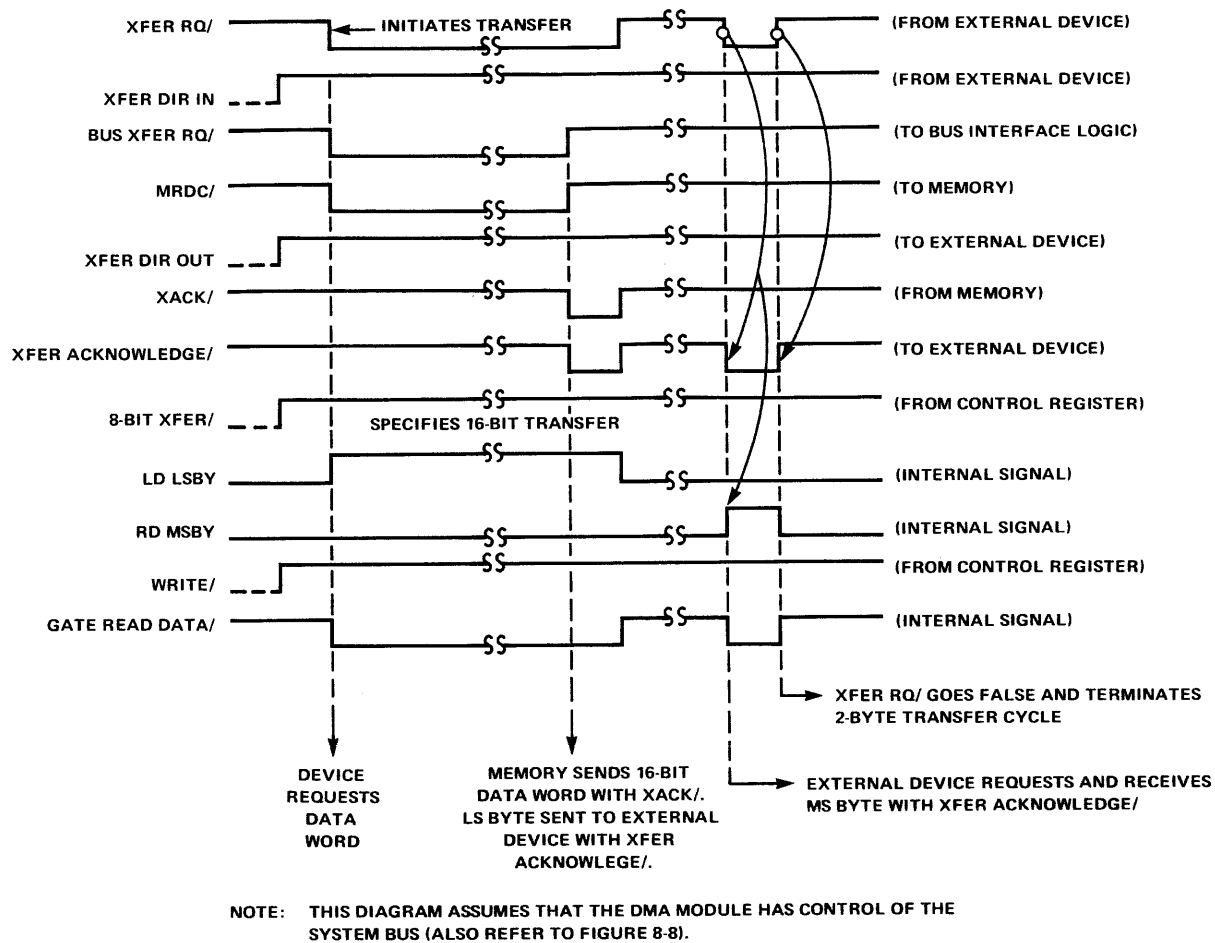 XFER RQ/
INITIATES TRANSFER
(FROM EXTERNAL DEVICE)
XFER DIR IN
(FROM EXTERNAL DEVICE)
BUS XFER RQ/
(TO BUS INTERFACE LOGIC)
MRDC/
(TO MEMORY)
XFER DIR OUT
(TO EXTERNAL DEVICE)
XACK/
(FROM MEMORY)
XFER ACKNOWLEDGE/
(TO EXTERNAL DEVICE)
8-BIT XFER/
SPECIFIES 16-BIT TRANSFER
(FROM CONTROL REGISTER)
LD LSBY
(INTERNAL SIGNAL)
RD MSBY
(INTERNAL SIGNAL)
WRITE/
(FROM CONTROL REGISTER)
GATE READ DATA/
(INTERNAL SIGNAL)
XFER RQ/ GOES FALSE AND TERMINATES
2-BYTE TRANSFER CYCLE
DEVICE
REQUESTS
DATA
WORD
MEMORY SENDS 16-BIT
DATA WORD WITH XACK/.
LS BYTE SENT TO EXTERNAL
DEVICE WITH XFER
ACKNOWLEGE/.
EXTERNAL DEVICE REQUESTS AND RECEIVES
MS BYTE WITH XFER ACKNOWLEDGE/
NOTE: THIS DIAGRAM ASSUMES THAT THE DMA MODULE HAS CONTROL OF THE
SYSTEM BUS (ALSO REFER TO FIGURE 8-8).